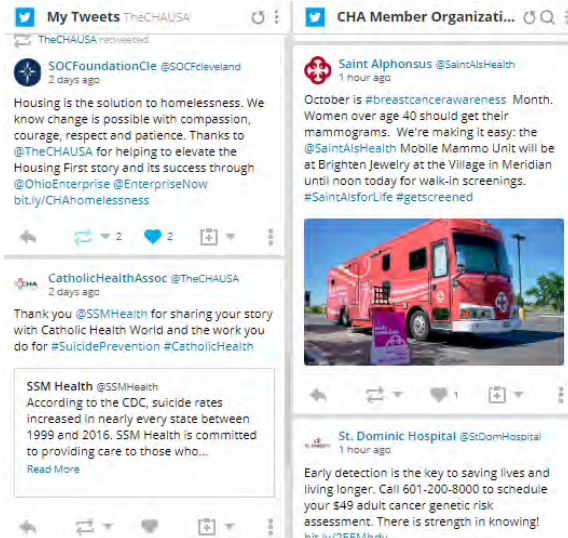 My Tweets TheCHAUSA
TheCHAUSA retweeted
SOCFoundationCle @SOCFcleveland
2 days ago
Housing is the solution to homelessness. We
know change is possible with compassion,
courage, respect and patience. Thanks to
@TheCHAUSA for helping to elevate the
Housing First story and its success through
@OhioEnterprise @EnterpriseNow
bit.ly/CHAhomelessness
2 2
CHA
CatholicHealthAssoc @TheCHAUSA
2 days ago
Thank you @SSMHealth for sharing your story
with Catholic Health World and the work you
do for #SuicidePrevention #CatholicHealth
SSM Health @SSMHealth
According to the CDC, suicide rates
increased in nearly every state between
1999 and 2016. SSM Health is committed
to providing care to those who...
Read More
CHA Member Organizati...
Saint Alphonsus @SaintAlsHealth
1 hour ago
October is #breastcancerawareness Month.
Women over age 40 should get their
mammograms. We're making it easy: the
@SaintAlsHealth Mobile Mammo Unit will be
at Brighten Jewelry at the Village in Meridian
until noon today for walk-in screenings.
#SaintAlsforLife #getscreened
1
St. Dominic Hospital @StDomHospital
1 hour ago
Early detection is the key to saving lives and
living longer. Call 601-200-8000 to schedule
your $49 adult cancer genetic risk
assessment. There is strength in knowing!